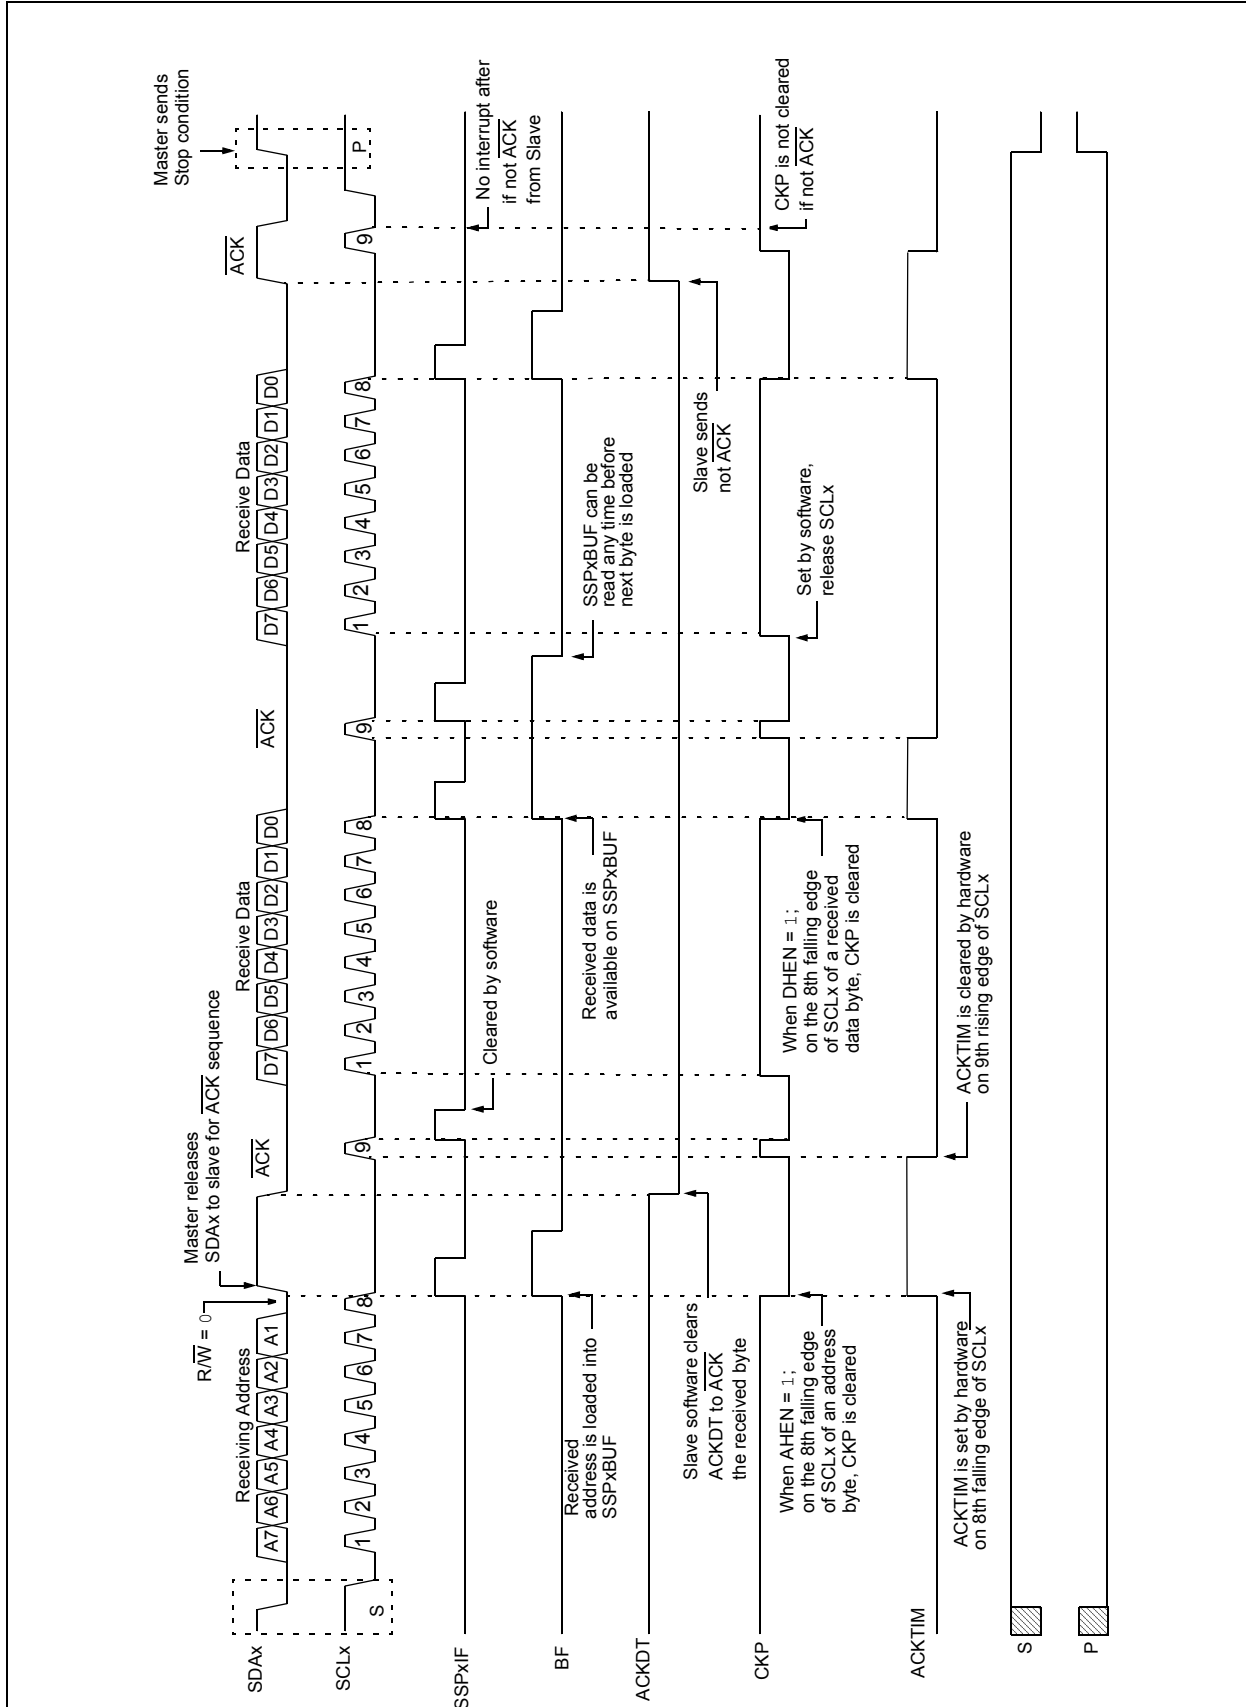 Master releases
SDAx to slave for ACK sequence
Master sends
Stop condition
R/W = 0
Receiving Address
ACK
Receive Data
ACK
Receive Data
ACK
SDAx
A7 A6 A5 A4 A3 A2 A1
D7 D6 D5 D4 D3 D2 D1 D0
D7 D6 D5 D4 D3 D2 D1 D0
SCLx
S
1 2 3 4 5 6 7 8 9
1 2 3 4 5 6 7 8 9
1 2 3 4 5 6 7 8 9
P
SSPxIF
Cleared by software
No interrupt after
if not ACK
from Slave
BF
Received
address is loaded into
SSPxBUF
Received data is
available on SSPxBUF
SSPxBUF can be
read any time before
next byte is loaded
ACKDT
Slave software clears
ACKDT to ACK
the received byte
Slave sends
not ACK
CKP
When AHEN = 1;
on the 8th falling edge
of SCLx of an address
byte, CKP is cleared
When DHEN = 1;
on the 8th falling edge
of SCLx of a received
data byte, CKP is cleared
Set by software,
release SCLx
CKP is not cleared
if not ACK
ACKTIM
ACKTIM is set by hardware
on 8th falling edge of SCLx
ACKTIM is cleared by hardware
on 9th rising edge of SCLx
S
P